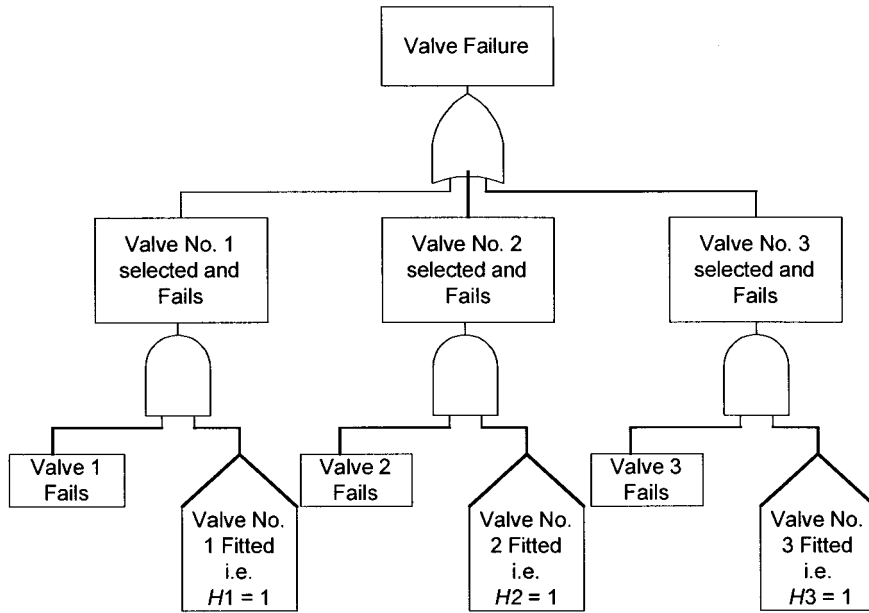 Valve Failure
Valve No. 1
selected and
Fails
Valve No. 2
selected and
Fails
Valve No. 3
selected and
Fails
Valve 1
Fails
Valve No.
1 Fitted
i.e.
H1 = 1
Valve 2
Fails
Valve No.
2 Fitted
i.e.
H2 = 1
Valve 3
Fails
Valve No.
3 Fitted
i.e.
H3 = 1